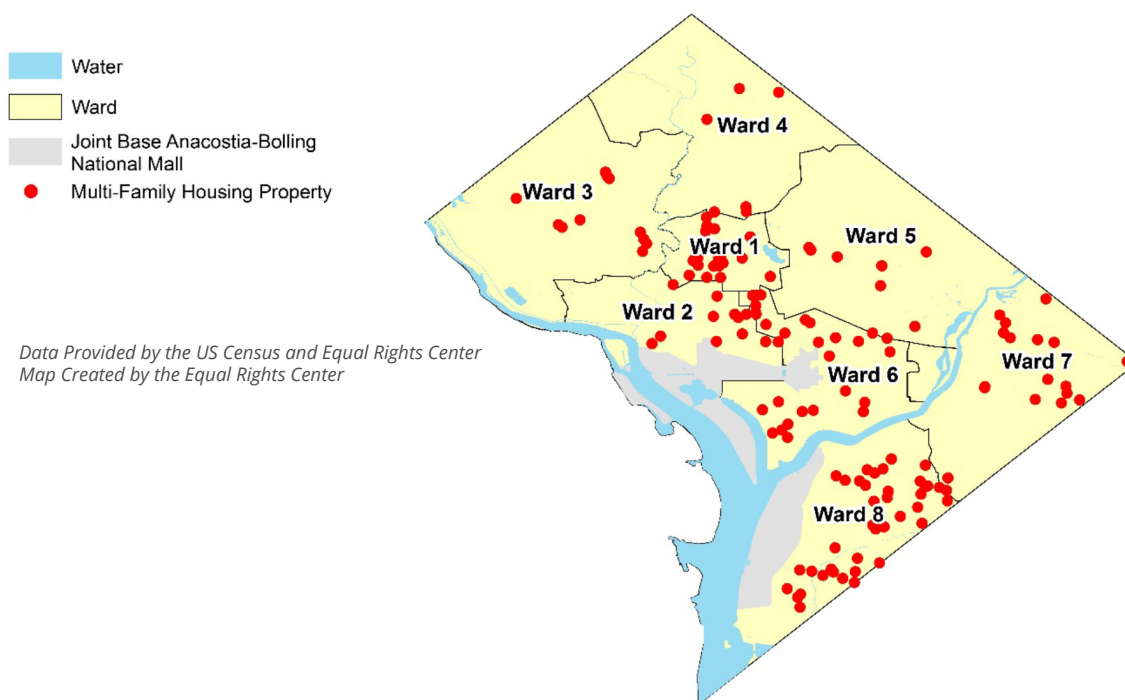 Water
Ward
Joint Base Anacostia-Bolling
National Mall
Multi-Family Housing Property
Ward 4
Ward 3
Ward 5
Ward 1
Ward 2
Data Provided by the US Census and Equal Rights Center
Map Created by the Equal Rights Center
Ward 7
Ward 6
Ward 8